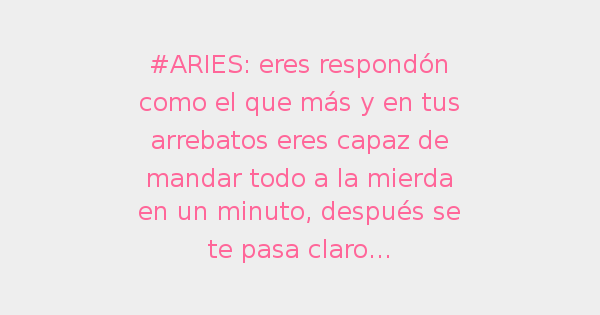 #ARIES: eres respondón
como el que más y en tus
arrebatos eres capaz de
mandar todo a la mierda
en un minuto, después se
te pasa claro...